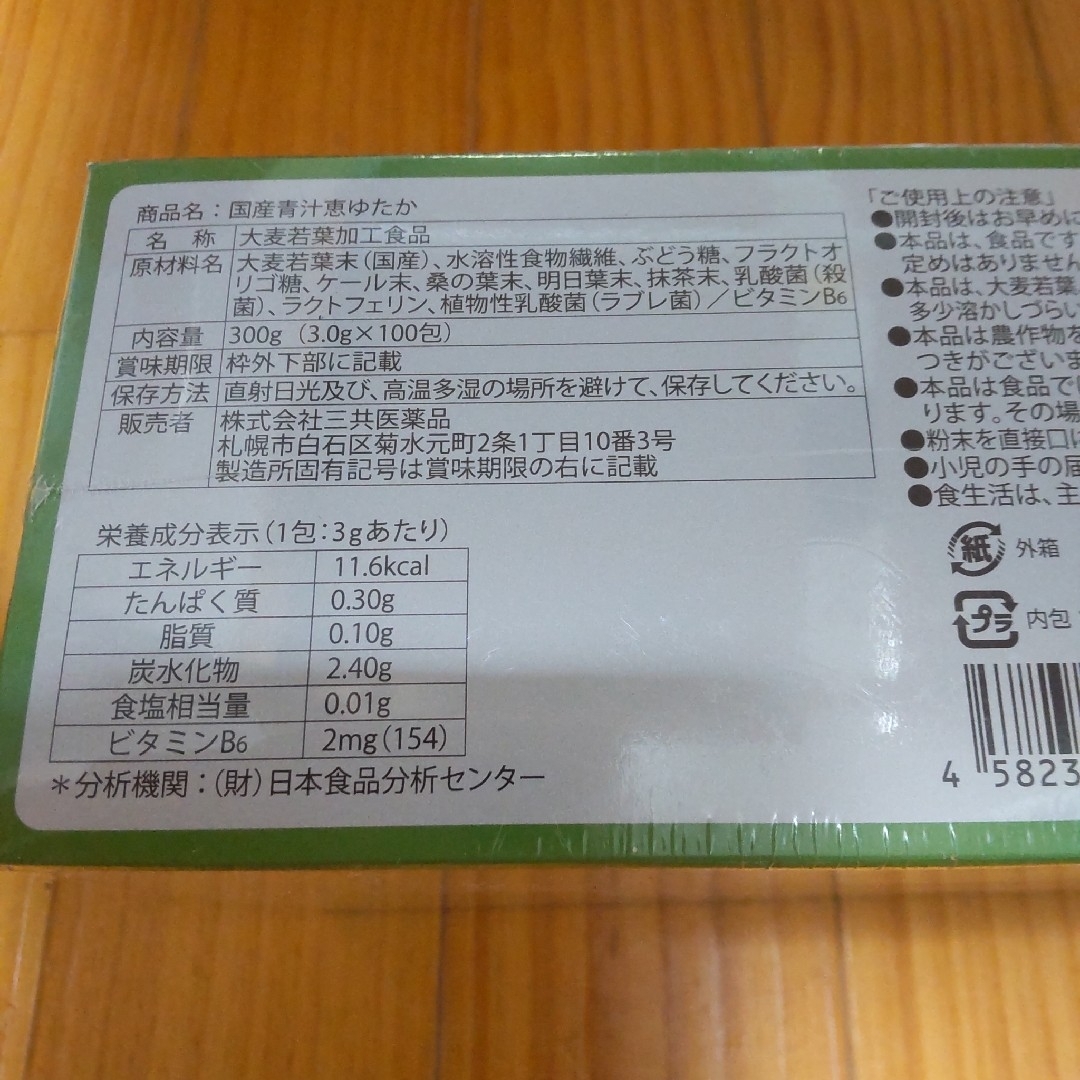 商品名：国産青汁恵ゆたか
名 称 大麦若葉加工食品
原材料名 大麦若葉末（国産）、水溶性食物繊維、ぶどう糖、フラクトオ
リゴ糖、ケール末、桑の葉末、明日葉末、抹茶末、乳酸菌（殺
菌）、ラクトフェリン、植物性乳酸菌（ラブレ菌）／ビタミンB6
内容量 300g（3.0g×100包）
賞味期限 枠外下部に記載
保存方法 直射日光及び、高温多湿の場所を避けて、保存してください。
販売者 株式会社三共医薬品
札幌市白石区菊水元町2条1丁目10番3号
製造所固有記号は賞味期限の右に記載
栄養成分表示（1包：3gあたり）
エネルギー 11.6kcal
たんぱく質 0.30g
脂質 0.10g
炭水化物 2.40g
食塩相当量 0.01g
ビタミンB6 2mg（154）
＊分析機関：（財）日本食品分析センター
「ご使用上の注意」
●開封後はお早めに
●本品は、食品です
定めはありません
●本品は、大麦若葉
多少溶かしづらい
●本品は農作物を
つきがございま
●本品は食品で
ります。その場
●粉末を直接口に
●小児の手の届
●食生活は、主
紙 外箱
プラ 内包
4 5823